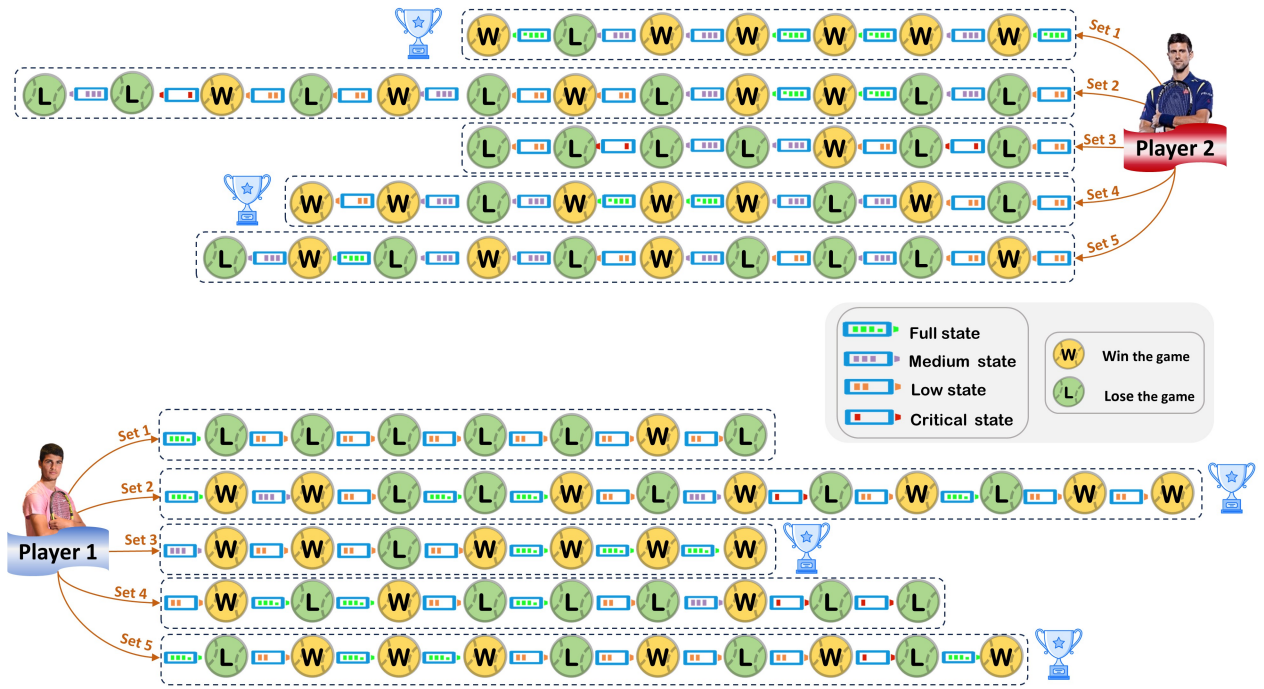 W L W W W W W Set 1
L L W L W L W L W W L L Set 2
L L L L W L L Set 3
Player 2
W W L W W W L W L Set 4
L W L W L W L L L W Set 5
Full state
Medium state
Low state
Critical state
W Win the game
L Lose the game
Set 1 L L L L L W L
Set 2 W W L L W L W L W L W W
Set 3 W W L W W W W
Player 1
Set 4 W L W L L L W L L
Set 5 L W W W L W L W L W